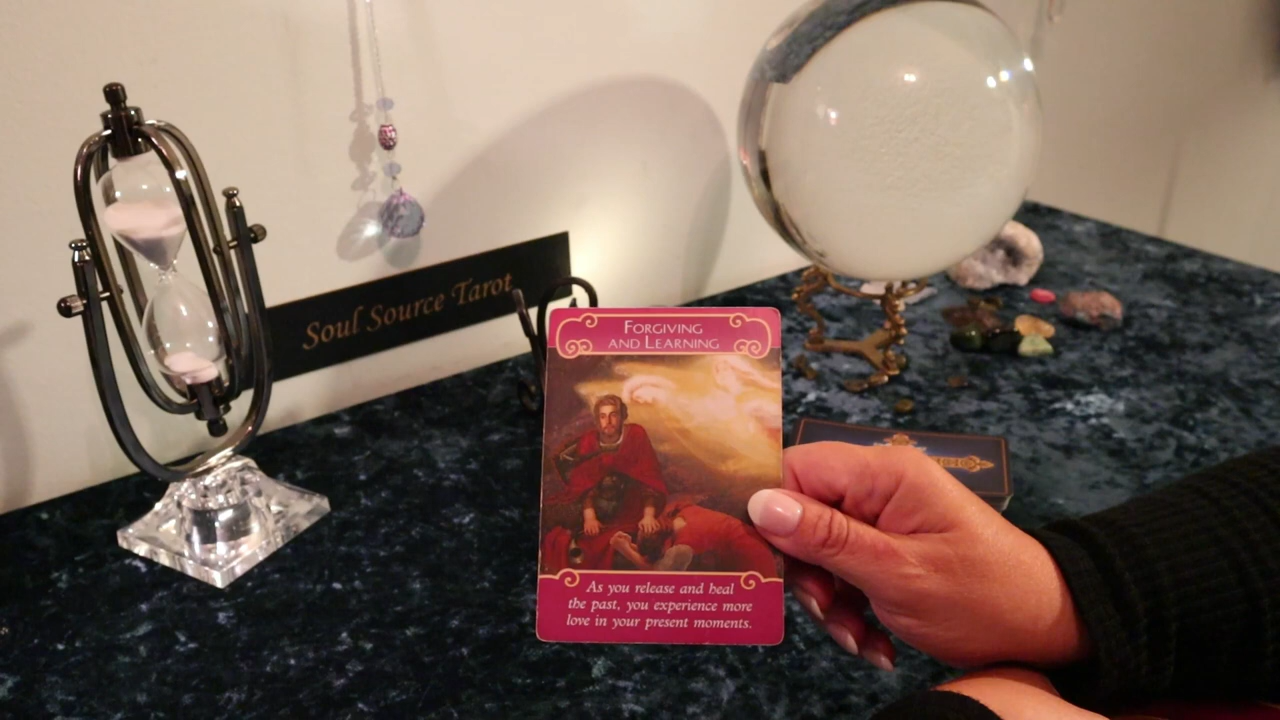 Soul Source Tarot
FORGIVING
AND LEARNING
As you release and heal
the past, you experience more
love in your present moments.